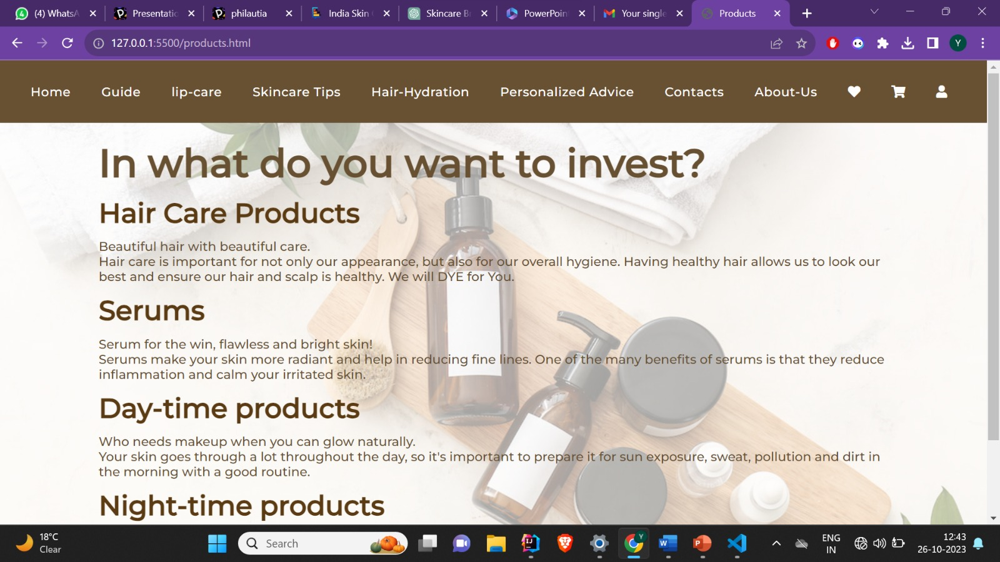 (4) WhatsA
Presentatic
philautia
India Skin
Skincare B
PowerPoin
Your single
Products
127.0.0.1:5500/products.html
Y
Home
Guide
lip-care
Skincare Tips
Hair-Hydration
Personalized Advice
Contacts
About-Us
In what do you want to invest?
Hair Care Products
Beautiful hair with beautiful care.
Hair care is important for not only our appearance, but also for our overall hygiene. Having healthy hair allows us to look our
best and ensure our hair and scalp is healthy. We will DYE for You.
Serums
Serum for the win, flawless and bright skin!
Serums make your skin more radiant and help in reducing fine lines. One of the many benefits of serums is that they reduce
inflammation and calm your irritated skin.
Day-time products
Who needs makeup when you can glow naturally.
Your skin goes through a lot throughout the day, so it's important to prepare it for sun exposure, sweat, pollution and dirt in
the morning with a good routine.
Night-time products
18°C
Clear
Search
ENG
IN
12:43
26-10-2023